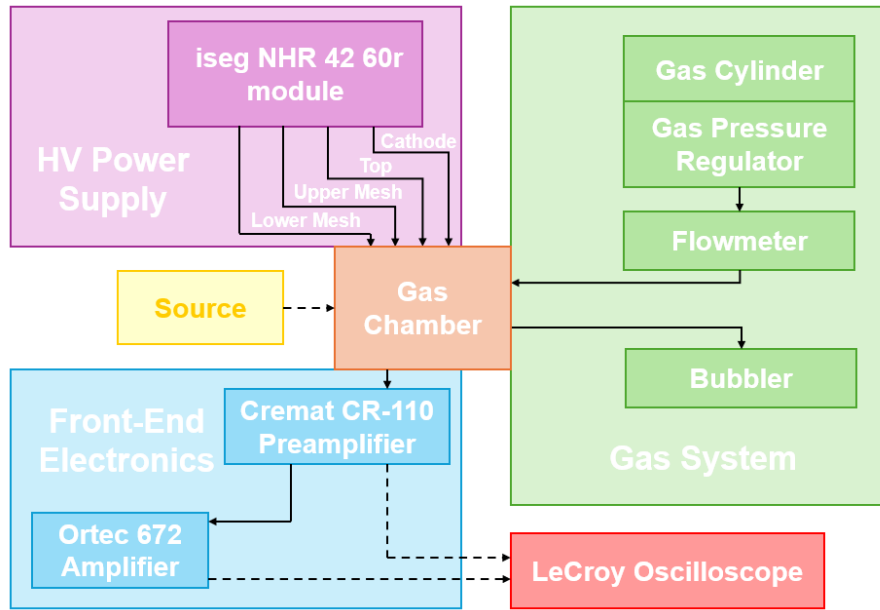 iseg NHR 42 60r
module
HV Power
Supply
Cathode
Top
Upper Mesh
Lower Mesh
Gas Cylinder
Gas Pressure
Regulator
Flowmeter
Source
Gas
Chamber
Bubbler
Front-End
Electronics
Cremat CR-110
Preamplifier
Gas System
Ortec 672
Amplifier
LeCroy Oscilloscope